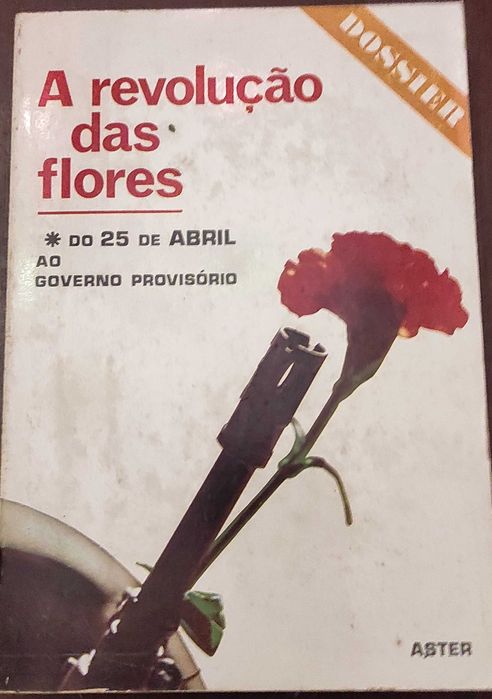 DOSSIER
A revolução
das
flores
* DO 25 DE ABRIL
AO
GOVERNO PROVISÓRIO
ASTER